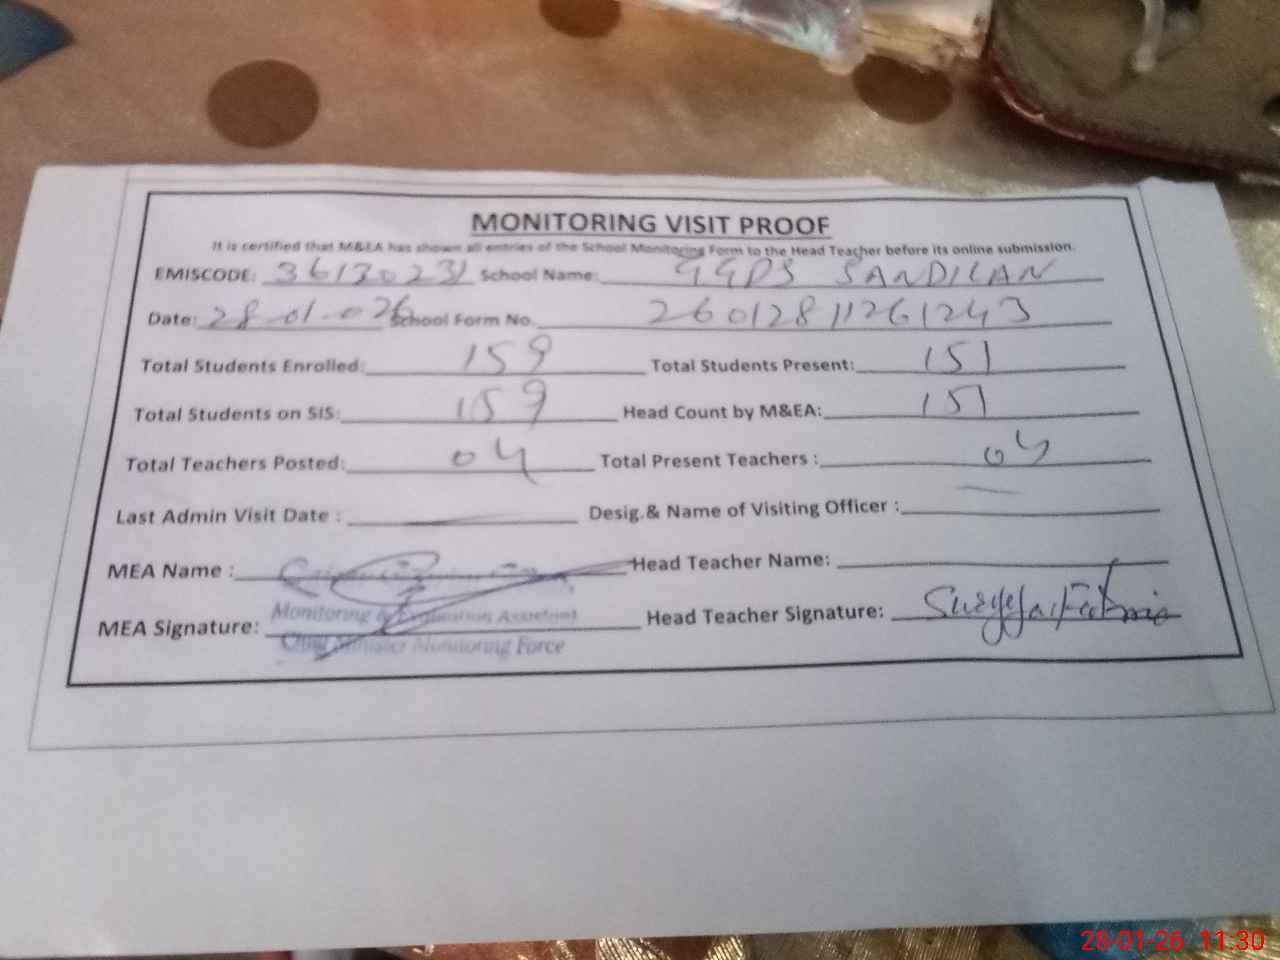 MONITORING VISIT PROOF
It is certified that M&EA has shown all entries of the School Monitoring Form to the Head Teacher before its online submission.
EMISCODE: 36130231 School Name: GGPS SANDILAN
Date: 28-01-026 School Form No. 26012811261243
Total Students Enrolled: 159 Total Students Present: 151
Total Students on SIS: 159 Head Count by M&EA: 151
Total Teachers Posted: 04 Total Present Teachers : 04
Last Admin Visit Date : — Desig.& Name of Visiting Officer : —
MEA Name : Head Teacher Name:
Monitoring & Evaluation Assistant
MEA Signature: Head Teacher Signature:
Chief Minister Monitoring Force
28-01-26 11:30